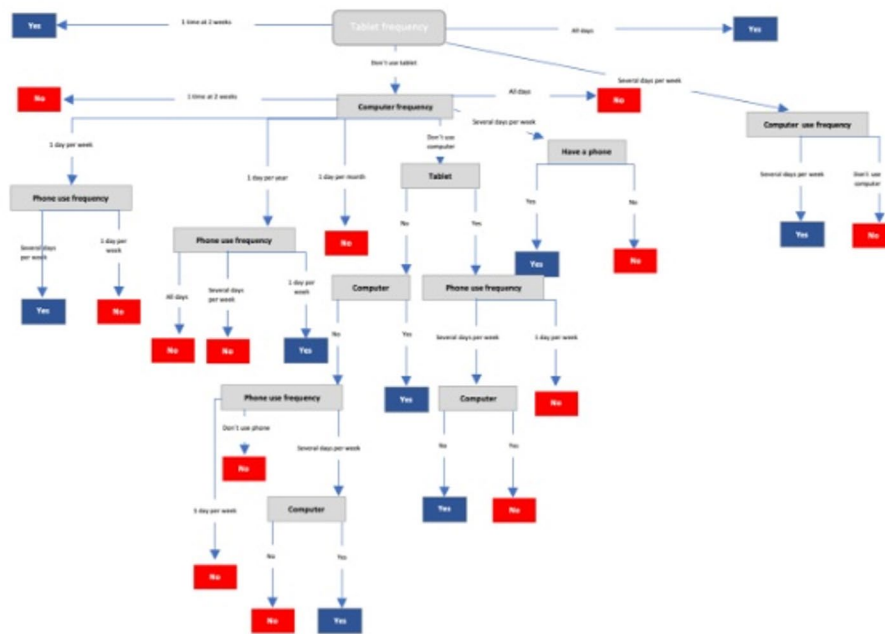 Yes
1 time at 2 weeks
Tablet frequency
All days
Yes
Don't use tablet
Several days per week
No
1 time at 2 weeks
Computer frequency
All days
No
Computer use frequency
1 day per week
Don't use
computer
Several days per week
Have a phone
Several days per week
Don't use
computer
Phone use frequency
1 day per year
1 day per month
Tablet
Yes
No
Several days
per week
1 day per
week
Phone use frequency
No
No
Yes
Yes
No
Yes
No
Yes
No
All days
Several days
per week
1 day per
week
Computer
Phone use frequency
Yes
No
No
No
Yes
No
Yes
Several days per week
1 day per week
Phone use frequency
Yes
Computer
No
Don't use phone
Several days per week
No
Yes
No
1 day per week
Computer
Yes
No
No
No
Yes
No
Yes